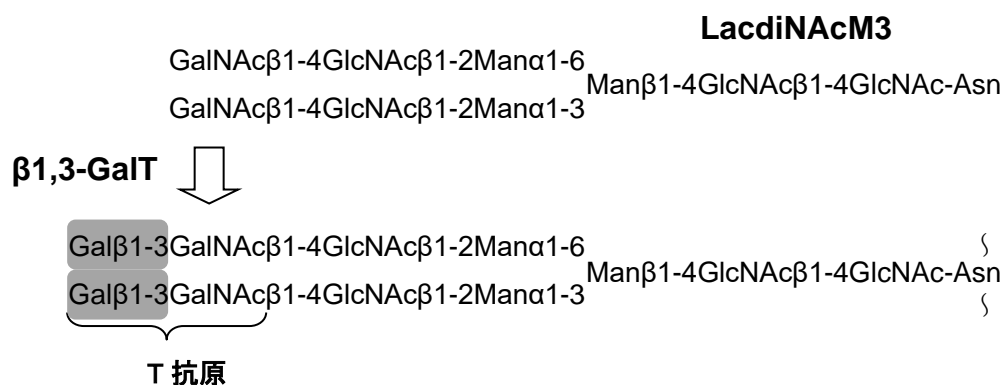 LacdiNAcM3
GalNAcβ1-4GlcNAcβ1-2Manα1-6
Manβ1-4GlcNAcβ1-4GlcNAc-Asn
GalNAcβ1-4GlcNAcβ1-2Manα1-3
β1,3-GalT
Galβ1-3GalNAcβ1-4GlcNAcβ1-2Manα1-6
Manβ1-4GlcNAcβ1-4GlcNAc-Asn
Galβ1-3GalNAcβ1-4GlcNAcβ1-2Manα1-3
T 抗原